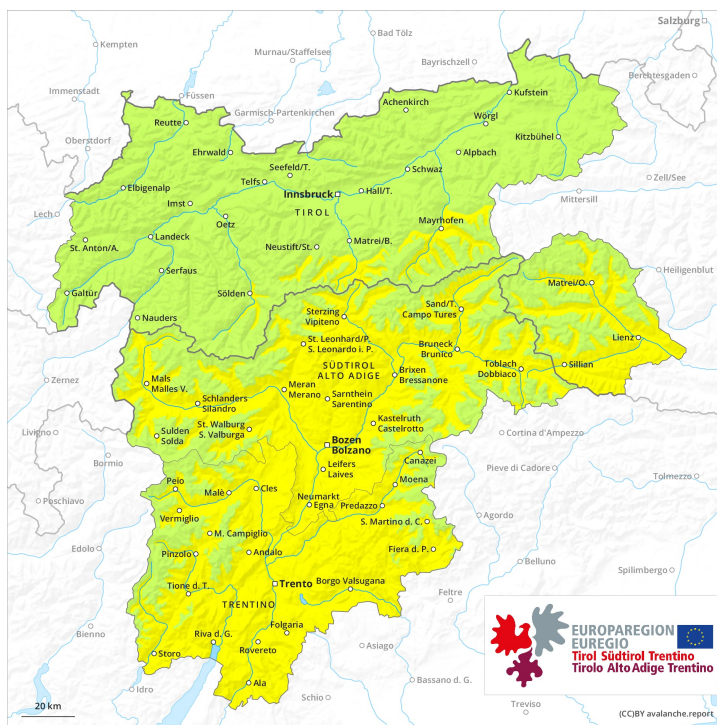 Salzburg
Kempten
Bad Tölz
Murnau/Staffelsee
Bayrischzell
Berchtesgaden
Immenstadt
Füssen
Achenkirch
Kufstein
Garmisch-Partenkirchen
Wörgl
Reutte
Oberstdorf
Kitzbühel
Ehrwald
Alpbach
Seefeld/T.
Schwaz
Zell/See
Telfs
Elbigenalp
Innsbruck
Hall/T.
Mittersill
Imst
Lech
TIROL
Oetz
Mayrhofen
Landeck
Neustift/St.
Matrei/B.
St. Anton/A.
Serfaus
Heiligenblut
Matrei/O.
Galtür
Sölden
Sand/T.
Campo Tures
Nauders
Sterzing
Vipiteno
Lienz
St. Leonhard/P.
S. Leonardo i. P.
Bruneck
Brunico
Sillian
Toblach
Dobbiaco
SÜDTIROL
ALTO ADIGE
Brixen
Bressanone
Zernez
Mals
Malles V.
Meran
Merano
Sarnthein
Sarentino
Schlanders
Silandro
Kastelruth
Castelrotto
St. Walburg
S. Valburga
Livigno
Sulden
Solda
Cortina d'Ampezzo
Bozen
Bolzano
Bormio
Canazei
Pieve di Cadore
Leifers
Laives
Tolmezzo
Moena
Peio
Malè
Cles
Poschiavo
Neumarkt
Egna
Predazzo
Vermiglio
Agordo
S. Martino d. C.
M. Campiglio
Edolo
Fiera d. P.
Pinzolo
Andalo
Belluno
Spilimbergo
Tione d. T.
Trento
Borgo Valsugana
Feltre
TRENTINO
Folgaria
Bienno
Riva d. G.
Rovereto
Asiago
Storo
Bassano d. G.
Ala
Idro
Schio
Treviso
EUROPAREGION
EUREGIO
Tirol Südtirol Trentino
Tirolo Alto Adige Trentino
20 km
(CC)BY avalanche.report